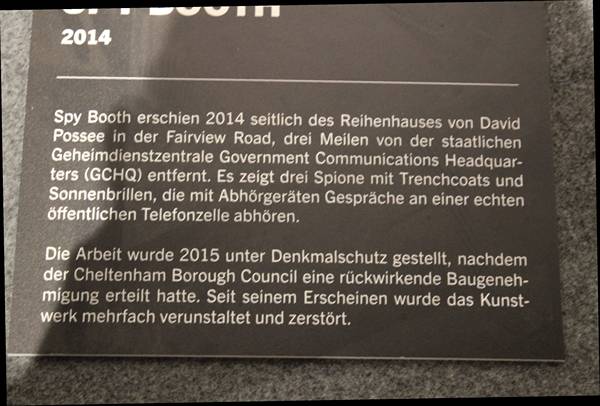 SPY BOOTH
2014
Spy Booth erschien 2014 seitlich des Reihenhauses von David
Possee in der Fairview Road, drei Meilen von der staatlichen
Geheimdienstzentrale Government Communications Headquar-
ters (GCHQ) entfernt. Es zeigt drei Spione mit Trenchcoats und
Sonnenbrillen, die mit Abhörgeräten Gespräche an einer echten
öffentlichen Telefonzelle abhören.
Die Arbeit wurde 2015 unter Denkmalschutz gestellt, nachdem
der Cheltenham Borough Council eine rückwirkende Baugeneh-
migung erteilt hatte. Seit seinem Erscheinen wurde das Kunst-
werk mehrfach verunstaltet und zerstört.